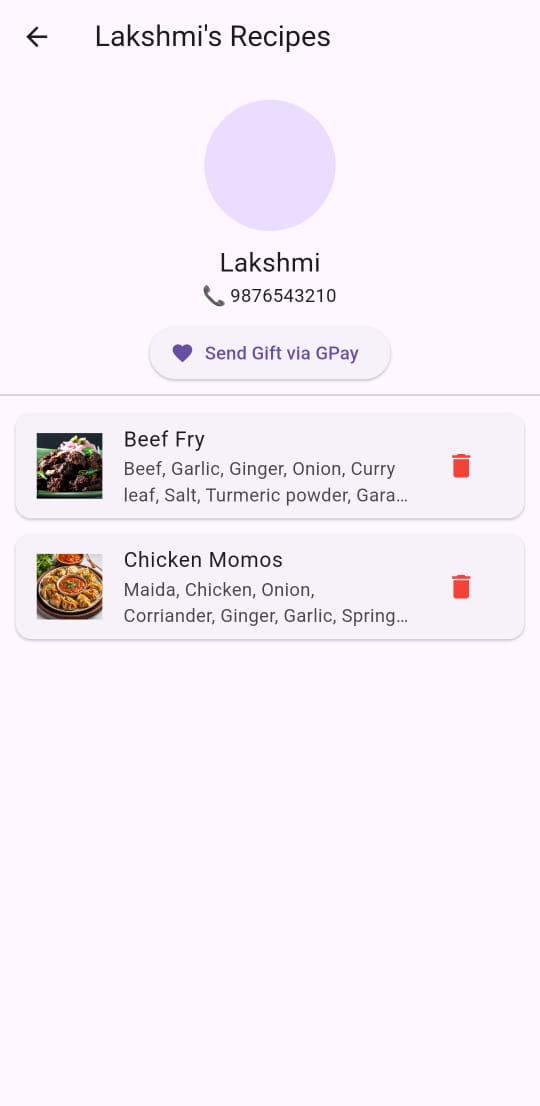 Lakshmi's Recipes
Lakshmi
📞 9876543210
Send Gift via GPay
Beef Fry
Beef, Garlic, Ginger, Onion, Curry
leaf, Salt, Turmeric powder, Gara...
Chicken Momos
Maida, Chicken, Onion,
Corriander, Ginger, Garlic, Spring...